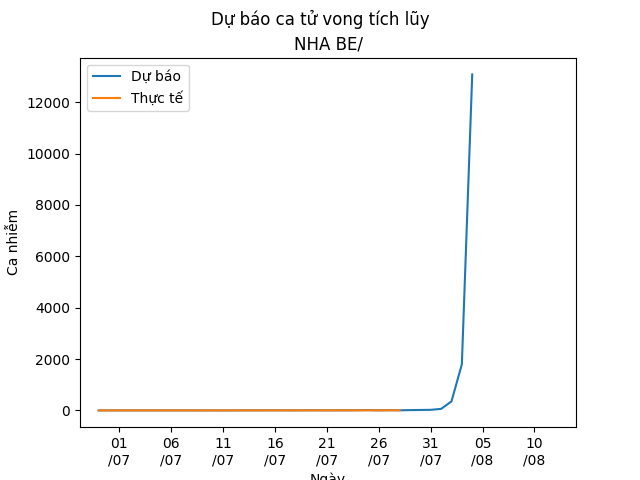 Dự báo ca tử vong tích lũy
NHA BE/
Dự báo
Thực tế
12000
10000
8000
6000
4000
2000
0
Ca nhiễm
01 06 11 16 21 26 31 05 10
/07 /07 /07 /07 /07 /07 /07 /08 /08
Ngày